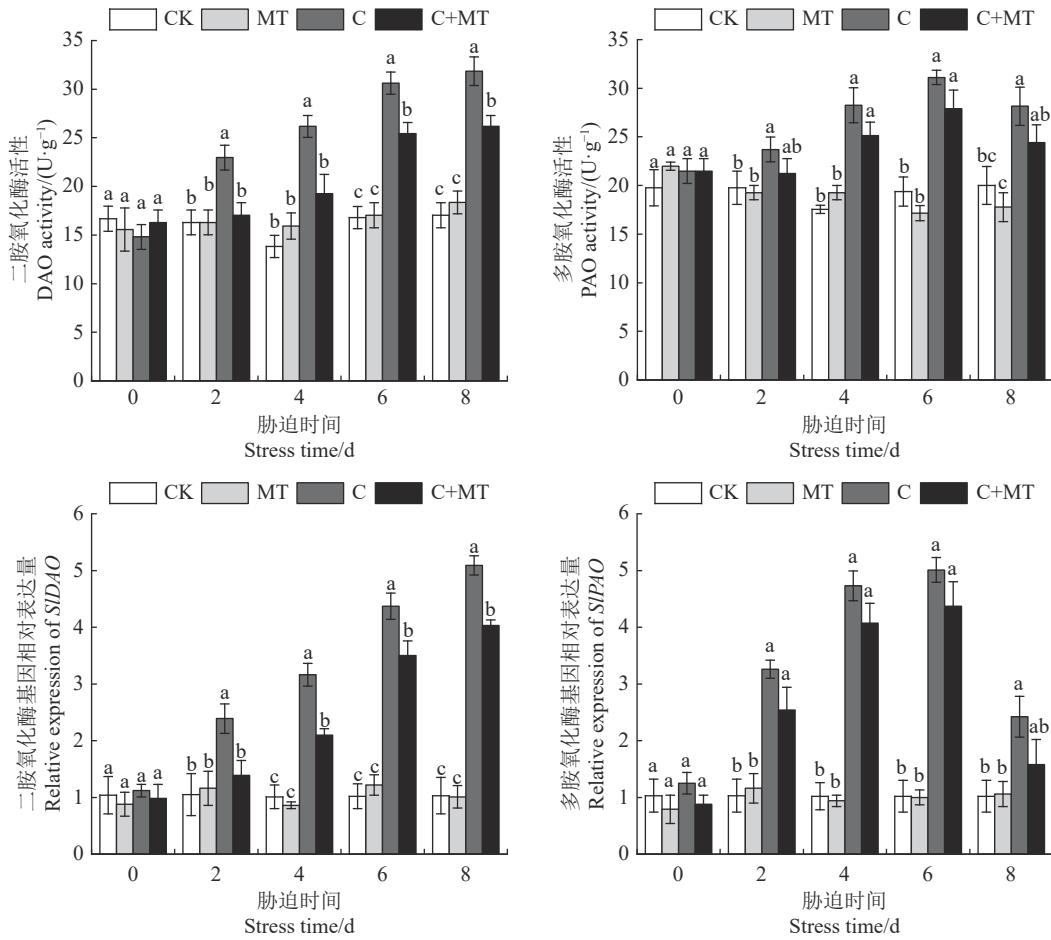 CK MT C C+MT
二胺氧化酶活性
DAO activity/(U·g⁻¹)
35
30
25
20
15
10
5
0
a a a a
b b a b
b b a b
c c a b
c c a b
0 2 4 6 8
胁迫时间
Stress time/d
CK MT C C+MT
多胺氧化酶活性
PAO activity/(U·g⁻¹)
35
30
25
20
15
10
5
0
a a a a
b b a ab
b b a a
b b a a
bc c a ab
0 2 4 6 8
胁迫时间
Stress time/d
CK MT C C+MT
二胺氧化酶基因相对表达量
Relative expression of SlDAO
6
5
4
3
2
1
0
a a a a
b b a b
c c a b
c c a b
c c a b
0 2 4 6 8
胁迫时间
Stress time/d
CK MT C C+MT
多胺氧化酶基因相对表达量
Relative expression of SlPAO
6
5
4
3
2
1
0
a a a a
b b a a
b b a a
b b a a
b b a ab
0 2 4 6 8
胁迫时间
Stress time/d